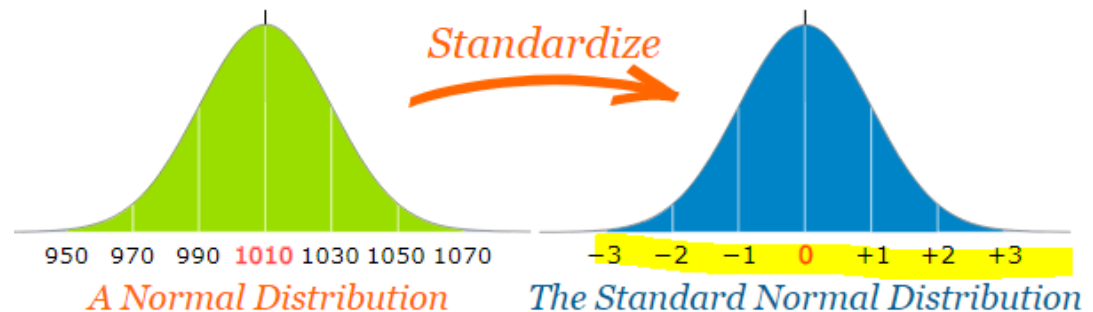 Standardize
950 970 990 1010 1030 1050 1070
−3 −2 −1 0 +1 +2 +3
A Normal Distribution
The Standard Normal Distribution